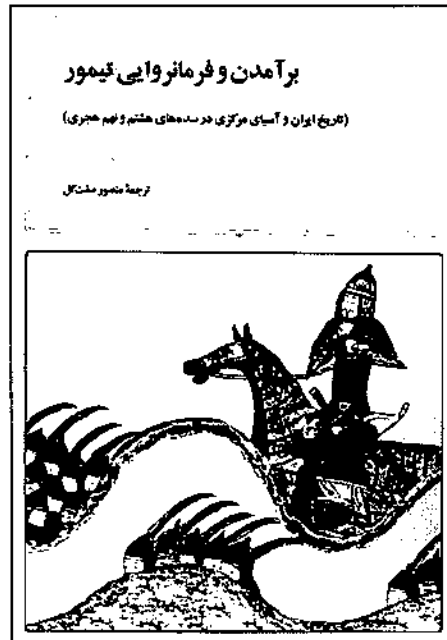 برآمدن و فرمانروایی تیمور
(تاریخ ایران و آسیای مرکزی در سده‌های هشتم و نهم هجری)
ترجمهٔ منصور صفت‌گل